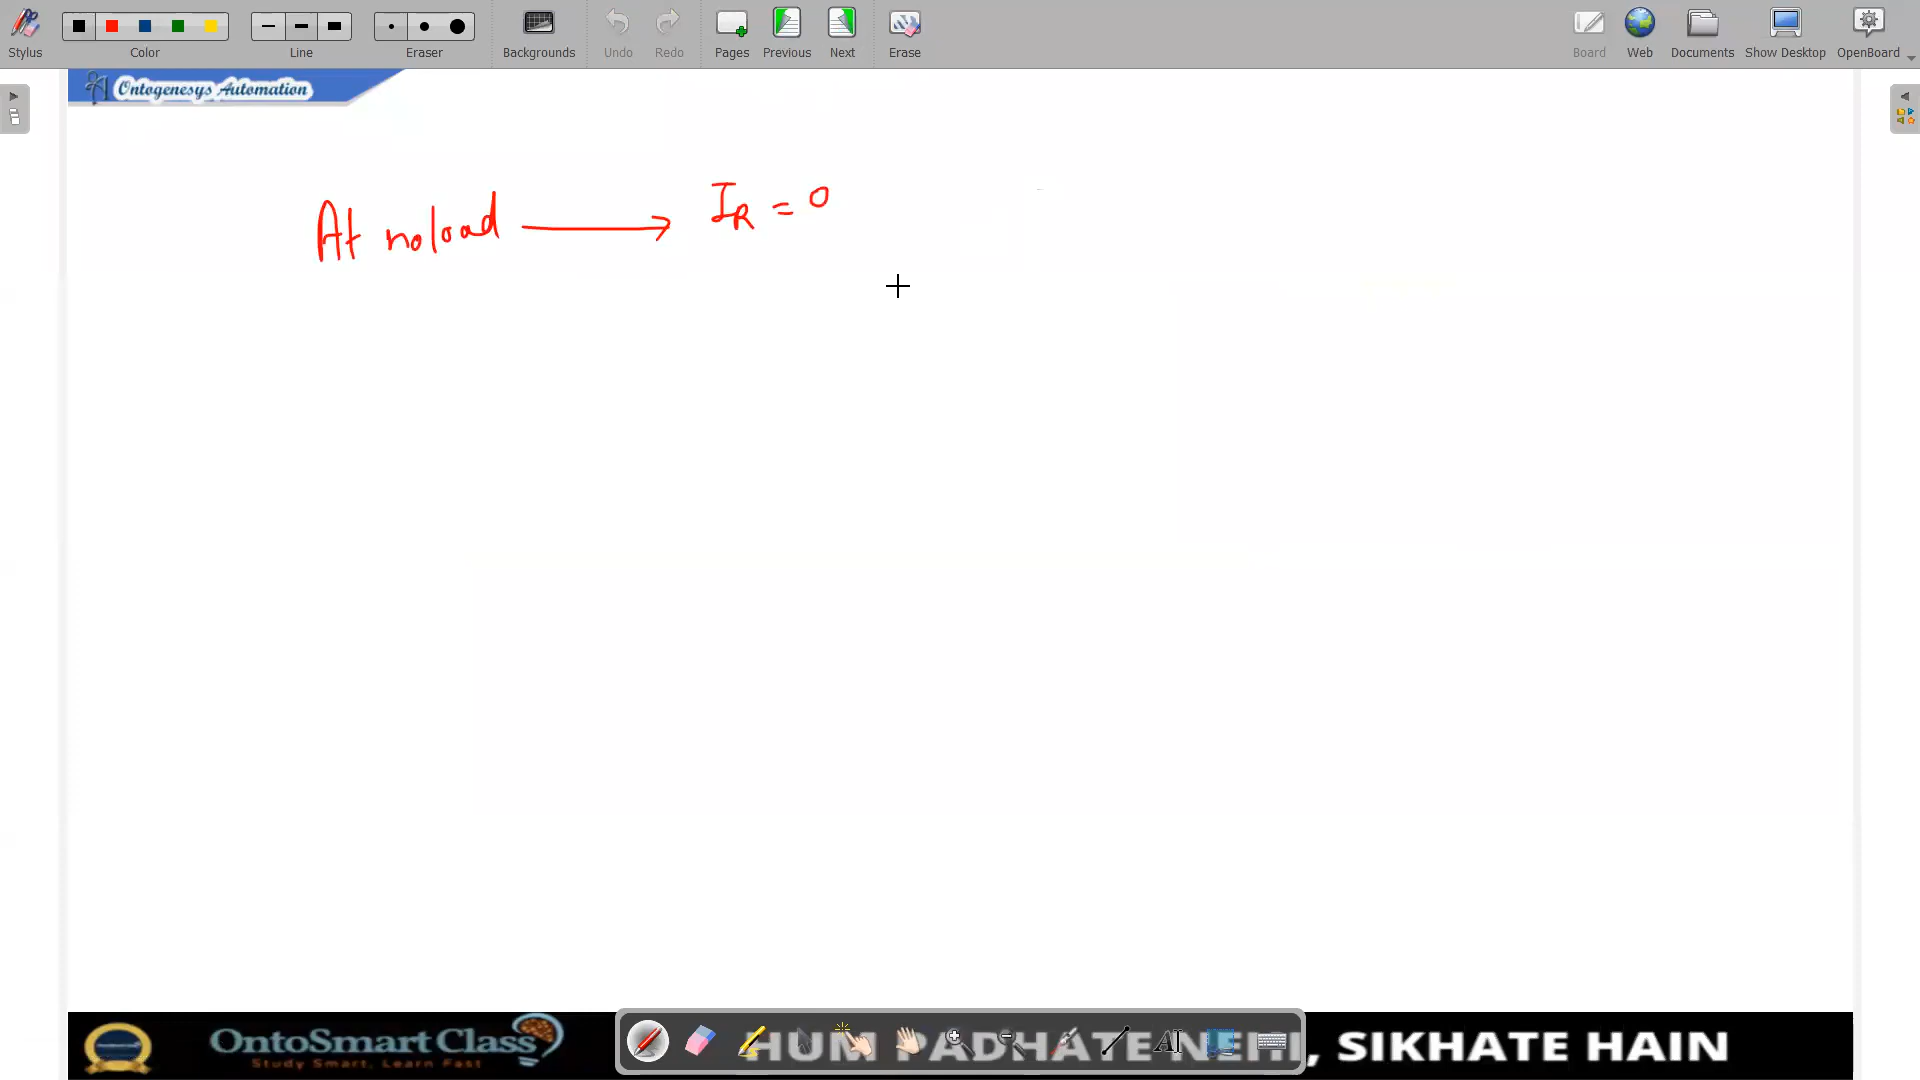 Stylus Color Line Eraser Backgrounds Undo Redo Pages Previous Next Erase Board Web Documents Show Desktop OpenBoard
Ontogenesys Automation
At noload → I_R = 0
OntoSmart Class HUM PADHATE NEHI, SIKHATE HAIN
Study Smart, Learn Fast